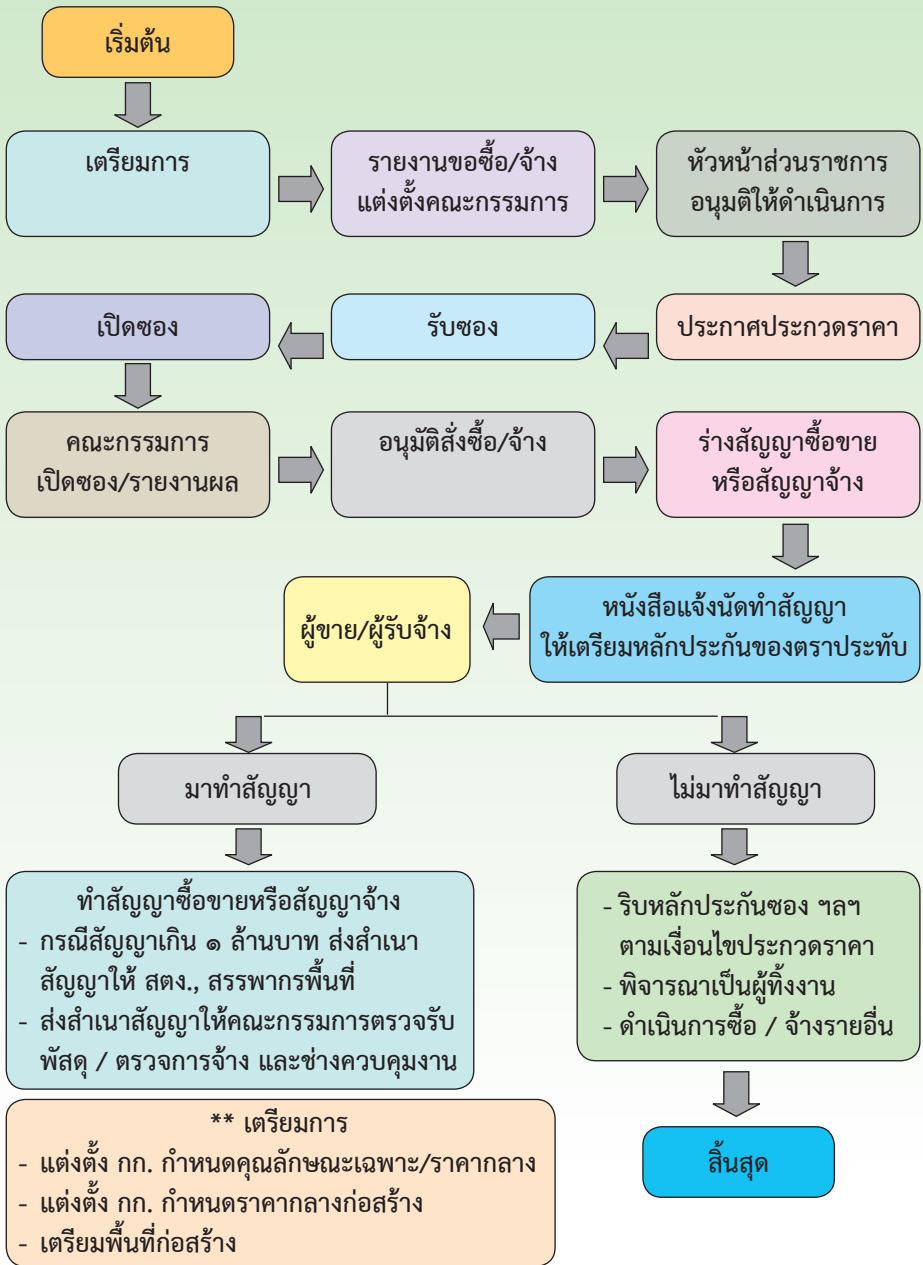 เริ่มต้น
เตรียมการ
รายงานขอซื้อ/จ้าง
แต่งตั้งคณะกรรมการ
หัวหน้าส่วนราชการ
อนุมติให้ดำเนินการ
ประกาศประกวดราคา
รับซอง
เปิดซอง
คณะกรรมการ
เปิดซอง/รายงานผล
อนุมัติสั่งซื้อ/จ้าง
ร่างสัญญาซื้อขาย
หรือสัญญาจ้าง
หนังสือแจ้งนัดทำสัญญา
ให้เตรียมหลักประกันของตราประทับ
ผู้ขาย/ผู้รับจ้าง
มาทำสัญญา
ไม่มาทำสัญญา
ทำสัญญาซื้อขายหรือสัญญาจ้าง
- กรณีสัญญาเกิน ๑ ล้านบาท ส่งสำเนา
สัญญาให้ สตง., สรรพากรพื้นที่
- ส่งสำเนาสัญญาให้คณะกรรมการตรวจรับ
พัสดุ / ตรวจการจ้าง และช่างควบคุมงาน
- ริบหลักประกันซอง ฯลฯ
ตามเงื่อนไขประกวดราคา
- พิจารณาเป็นผู้ทิ้งงาน
- ดำเนินการซื้อ / จ้างรายอื่น
สิ้นสุด
** เตรียมการ
- แต่งตั้ง กก. กำหนดคุณลักษณะเฉพาะ/ราคากลาง
- แต่งตั้ง กก. กำหนดราคากลางก่อสร้าง
- เตรียมพื้นที่ก่อสร้าง